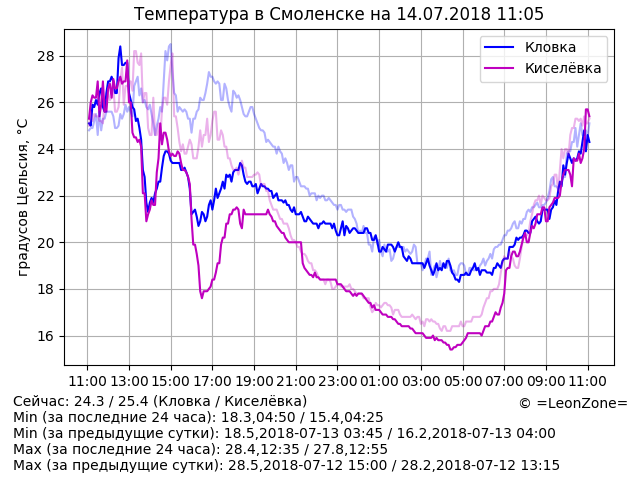 Температура в Смоленске на 14.07.2018 11:05
градусов Цельсия, °C
28
26
24
22
20
18
16
Кловка
Киселёвка
11:00 13:00 15:00 17:00 19:00 21:00 23:00 01:00 03:00 05:00 07:00 09:00 11:00
Сейчас: 24.3 / 25.4 (Кловка / Киселёвка)
© =LeonZone=
Min (за последние 24 часа): 18.3,04:50 / 15.4,04:25
Min (за предыдущие сутки): 18.5,2018-07-13 03:45 / 16.2,2018-07-13 04:00
Max (за последние 24 часа): 28.4,12:35 / 27.8,12:55
Max (за предыдущие сутки): 28.5,2018-07-12 15:00 / 28.2,2018-07-12 13:15